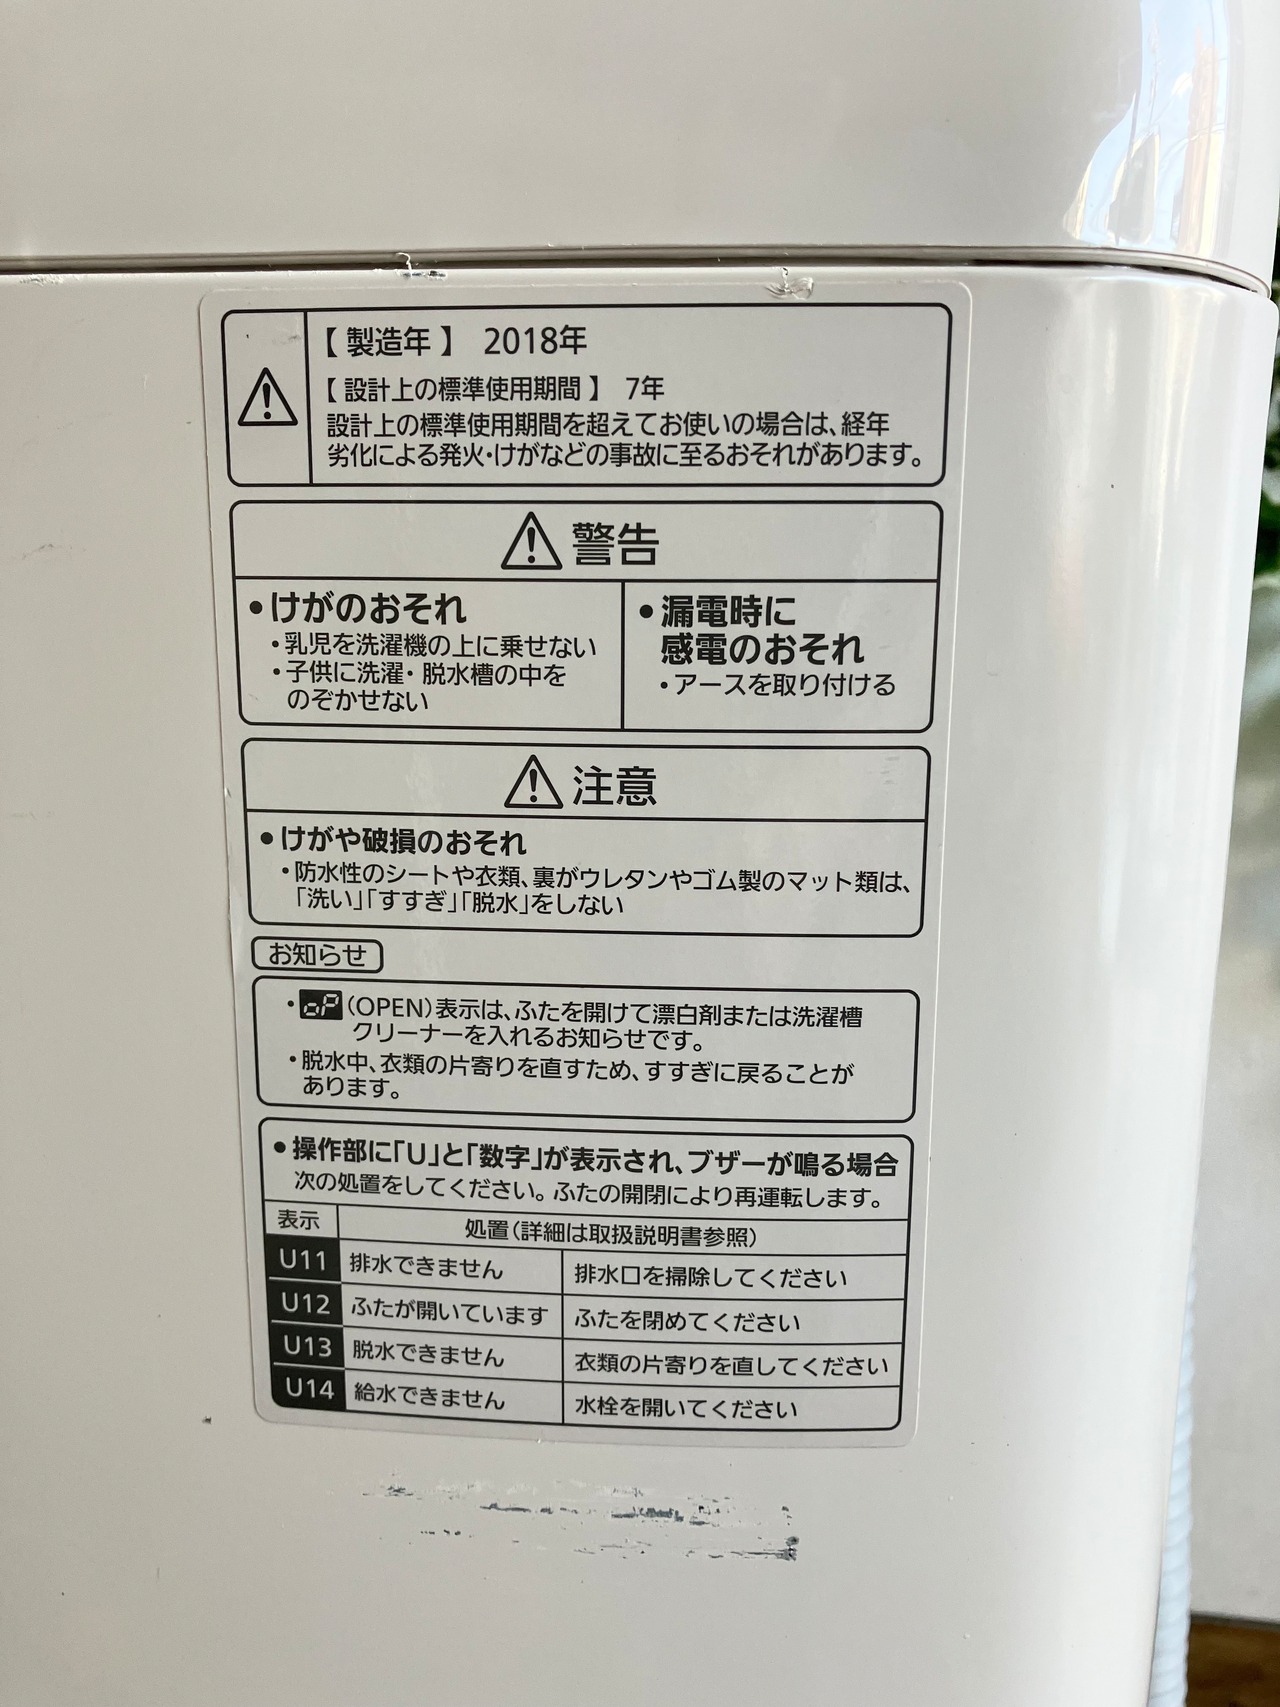 【製造年】 2018年
【設計上の標準使用期間】 7年
設計上の標準使用期間を超えてお使いの場合は、経年
劣化による発火・けがなどの事故に至るおそれがあります。
警告
● けがのおそれ
・乳児を洗濯機の上に乗せない
・子供に洗濯・脱水槽の中を
のぞかせない
● 漏電時に
感電のおそれ
・アースを取り付ける
注意
● けがや破損のおそれ
・防水性のシートや衣類、裏がウレタンやゴム製のマット類は、
「洗い」「すすぎ」「脱水」をしない
お知らせ
・oP(OPEN)表示は、ふたを開けて漂白剤または洗濯槽
クリーナーを入れるお知らせです。
・脱水中、衣類の片寄りを直すため、すすぎに戻ることが
あります。
● 操作部に「U」と「数字」が表示され、ブザーが鳴る場合
次の処置をしてください。ふたの開閉により再運転します。
表示 処置(詳細は取扱説明書参照)
U11 排水できません 排水口を掃除してください
U12 ふたが開いています ふたを閉めてください
U13 脱水できません 衣類の片寄りを直してください
U14 給水できません 水栓を開いてください